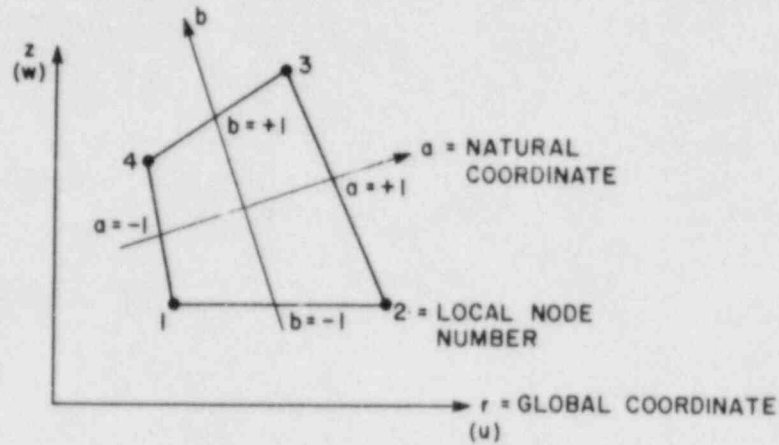 b
z
(w)
3
b = +1
4
a = NATURAL
COORDINATE
a = +1
a = -1
1
b = -1
2 = LOCAL NODE
NUMBER
r = GLOBAL COORDINATE
(u)